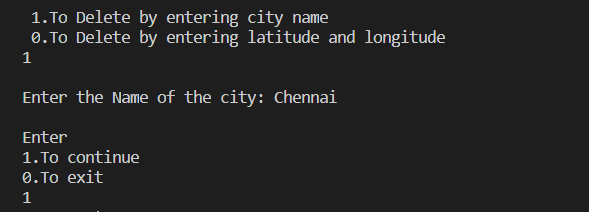 1.To Delete by entering city name
0.To Delete by entering latitude and longitude
1
Enter the Name of the city: Chennai
Enter
1.To continue
0.To exit
1